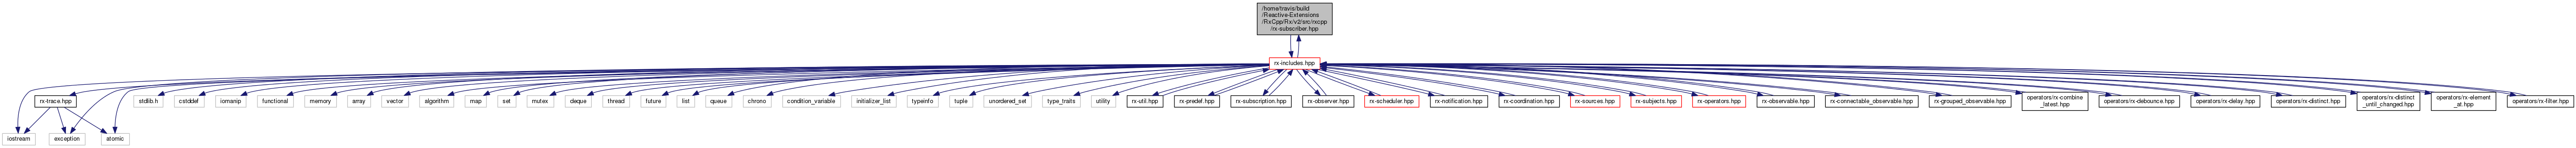 /home/travis/build
/Reactive-Extensions
/RxCpp/Rx/v2/src/rxcpp
/rx-subscriber.hpp
rx-includes.hpp
rx-trace.hpp
stdlib.h
cstddef
iomanip
functional
memory
array
vector
algorithm
map
set
mutex
deque
thread
future
list
queue
chrono
condition_variable
initializer_list
typeinfo
tuple
unordered_set
type_traits
utility
rx-util.hpp
rx-predef.hpp
rx-subscription.hpp
rx-observer.hpp
rx-scheduler.hpp
rx-notification.hpp
rx-coordination.hpp
rx-sources.hpp
rx-subjects.hpp
rx-operators.hpp
rx-observable.hpp
rx-connectable_observable.hpp
rx-grouped_observable.hpp
operators/rx-combine
_latest.hpp
operators/rx-debounce.hpp
operators/rx-delay.hpp
operators/rx-distinct.hpp
operators/rx-distinct
_until_changed.hpp
operators/rx-element
_at.hpp
operators/rx-filter.hpp
iostream
exception
atomic